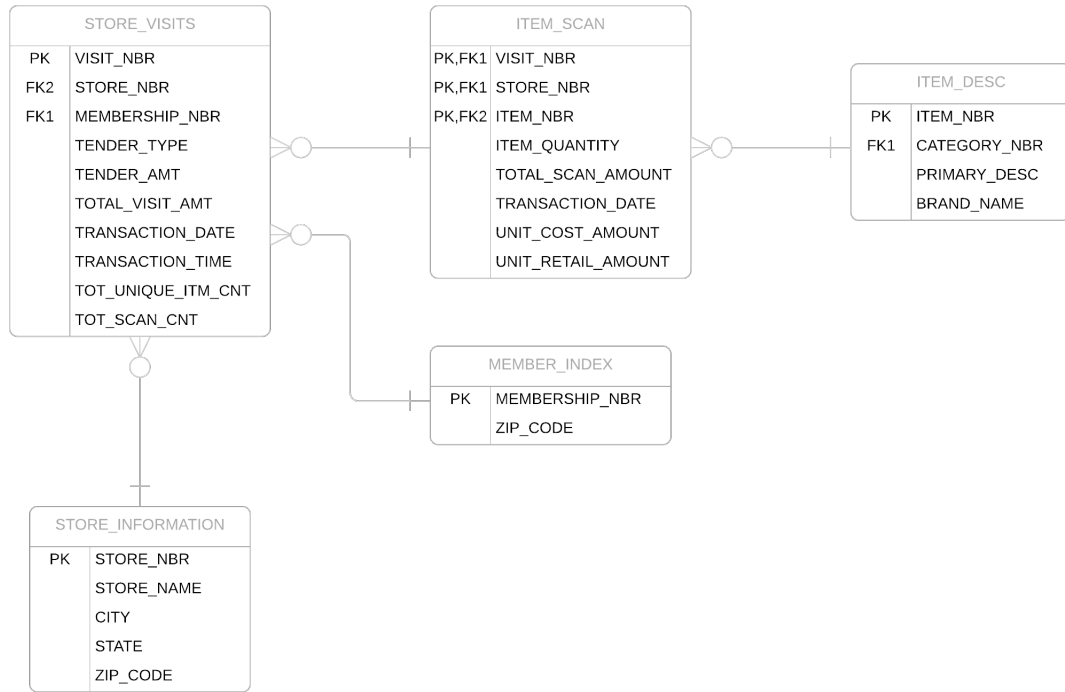 STORE_VISITS
PK VISIT_NBR
FK2 STORE_NBR
FK1 MEMBERSHIP_NBR
TENDER_TYPE
TENDER_AMT
TOTAL_VISIT_AMT
TRANSACTION_DATE
TRANSACTION_TIME
TOT_UNIQUE_ITM_CNT
TOT_SCAN_CNT
ITEM_SCAN
PK,FK1 VISIT_NBR
PK,FK1 STORE_NBR
PK,FK2 ITEM_NBR
ITEM_QUANTITY
TOTAL_SCAN_AMOUNT
TRANSACTION_DATE
UNIT_COST_AMOUNT
UNIT_RETAIL_AMOUNT
ITEM_DESC
PK ITEM_NBR
FK1 CATEGORY_NBR
PRIMARY_DESC
BRAND_NAME
MEMBER_INDEX
PK MEMBERSHIP_NBR
ZIP_CODE
STORE_INFORMATION
PK STORE_NBR
STORE_NAME
CITY
STATE
ZIP_CODE